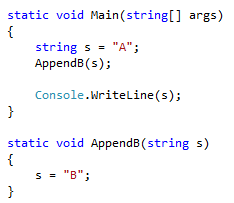 static void Main(string[] args)
{
    string s = "A";
    AppendB(s);

    Console.WriteLine(s);
}

static void AppendB(string s)
{
    s = "B";
}